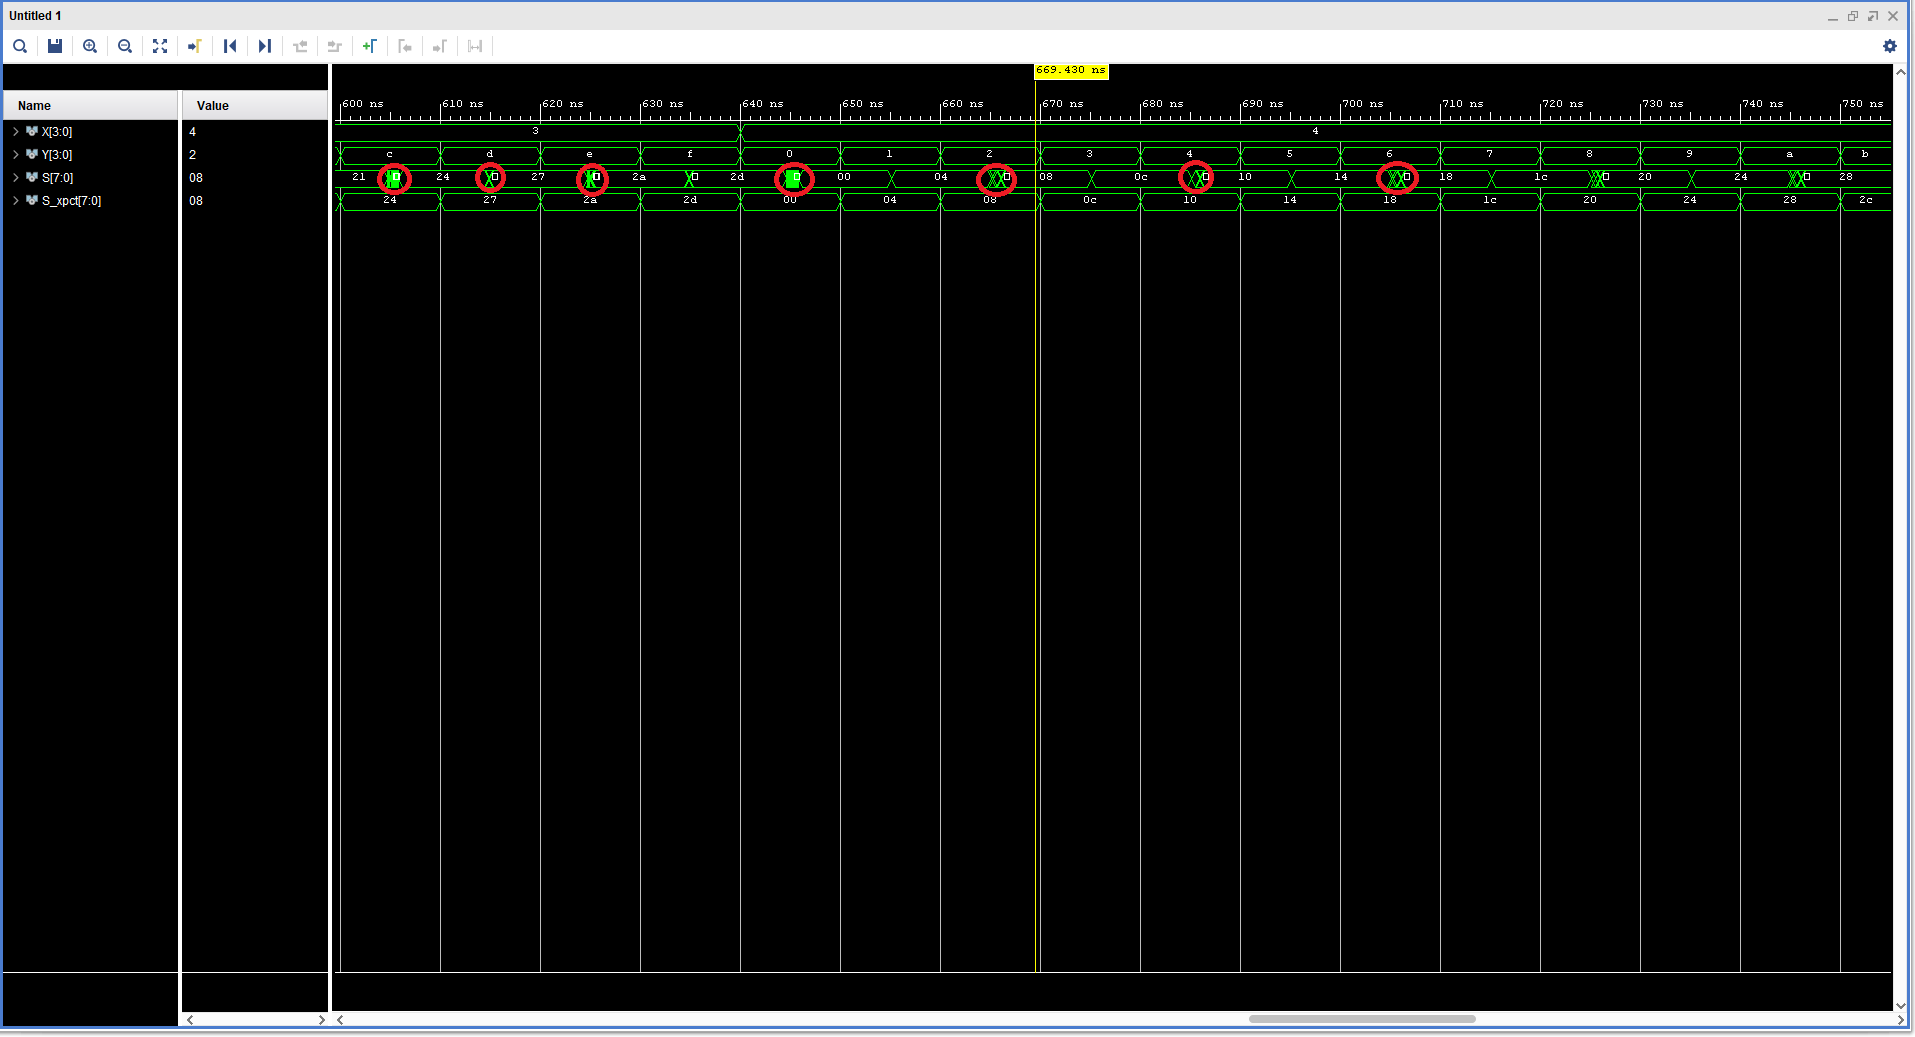 Untitled 1
669.430 ns
Name Value
600 ns 610 ns 620 ns 630 ns 640 ns 650 ns 660 ns 670 ns 680 ns 690 ns 700 ns 710 ns 720 ns 730 ns 740 ns 750 ns
X[3:0] 4 3 4
Y[3:0] 2 c d e f 0 1 2 3 4 5 6 7 8 9 a b
S[7:0] 08 21 24 27 2a 2d 00 04 08 0c 10 14 18 1c 20 24 28
S_xpct[7:0] 08 24 27 2a 2d 00 04 08 0c 10 14 18 1c 20 24 28 2c